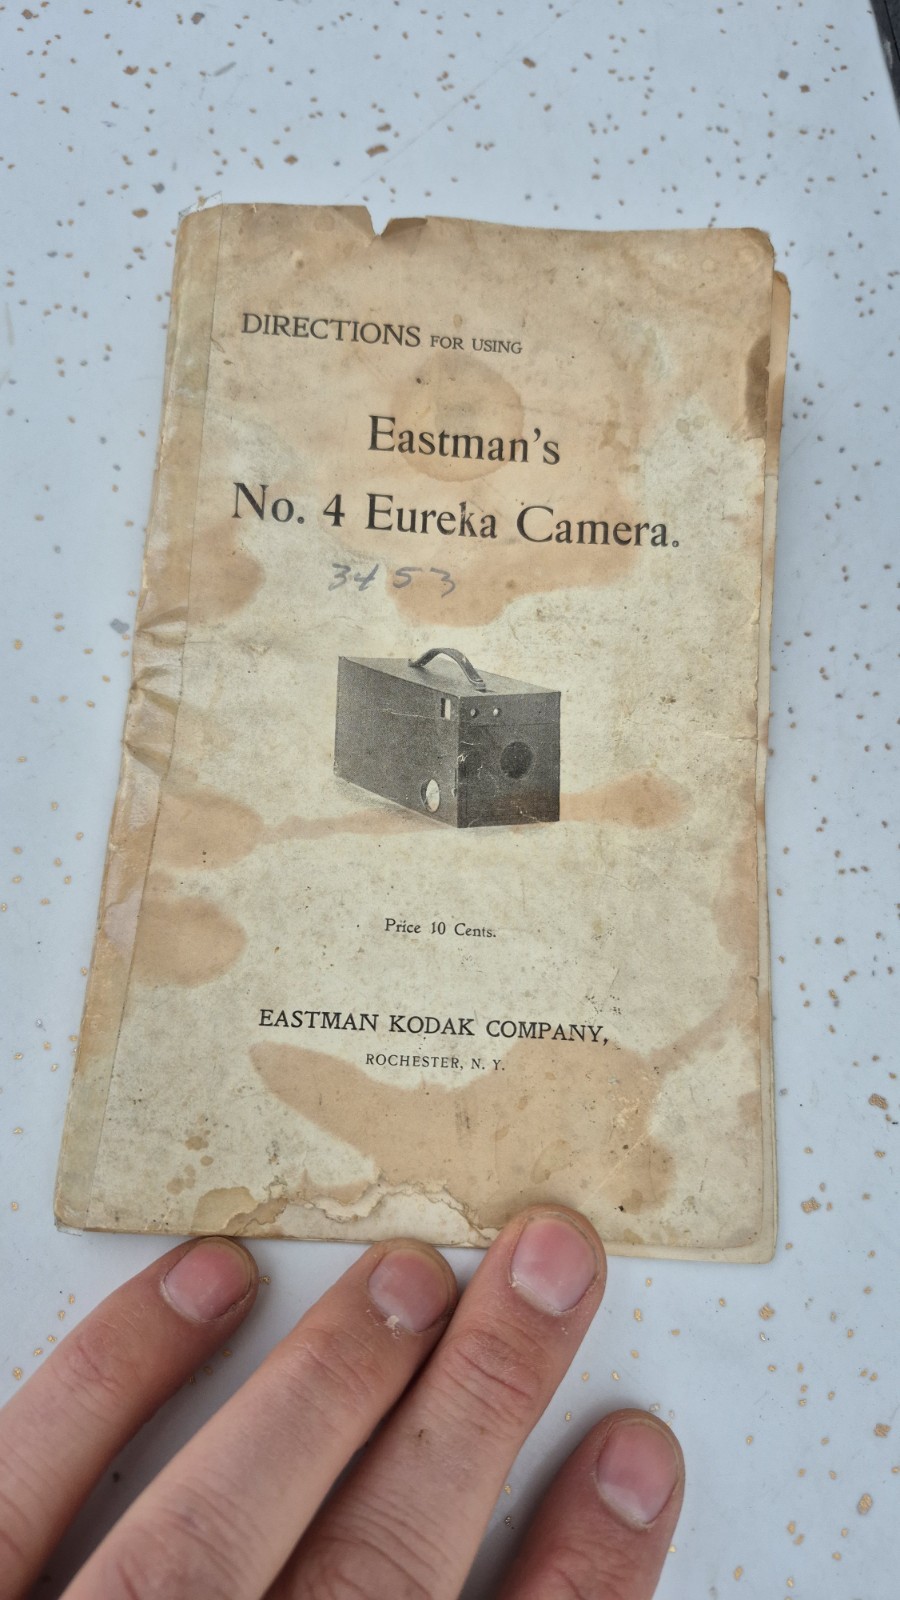 DIRECTIONS FOR USING
Eastman's
No. 4 Eureka Camera.
3453
Price 10 Cents.
EASTMAN KODAK COMPANY,
ROCHESTER, N. Y.